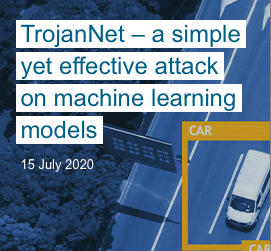 TrojanNet – a simple
yet effective attack
on machine learning
models
15 July 2020
CAR
CAR